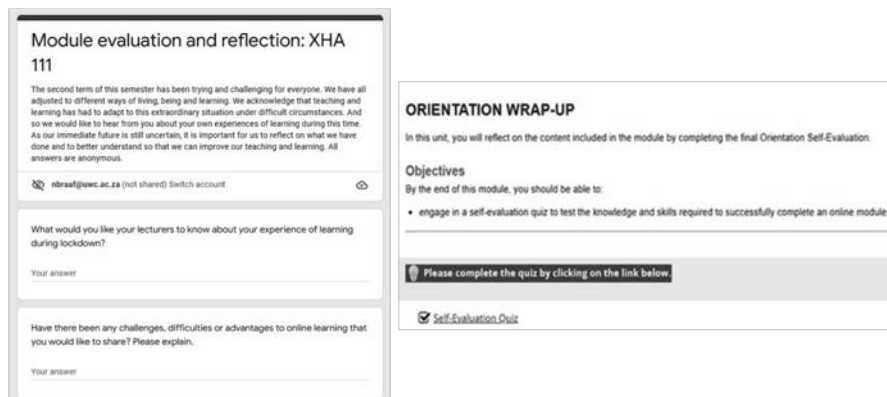 Module evaluation and reflection: XHA
111
The second term of this semester has been trying and challenging for everyone. We have all
adjusted to different ways of living, being and learning. We acknowledge that teaching and
learning has had to adapt to this extraordinary situation under difficult circumstances. And
so we would like to hear from you about your own experiences of learning during this time.
As our immediate future is still uncertain, it is important for us to reflect on what we have
done and to better understand so that we can improve our teaching and learning. All
answers are anonymous.
nbraaf@uwc.ac.za (not shared) Switch account
What would you like your lecturers to know about your experience of learning
during lockdown?
Your answer
Have there been any challenges, difficulties or advantages to online learning that
you would like to share? Please explain.
Your answer
ORIENTATION WRAP-UP
In this unit, you will reflect on the content included in the module by completing the final Orientation Self-Evaluation.
Objectives
By the end of this module, you should be able to:
• engage in a self-evaluation quiz to test the knowledge and skills required to successfully complete an online module
Please complete the quiz by clicking on the link below.
Self-Evaluation Quiz